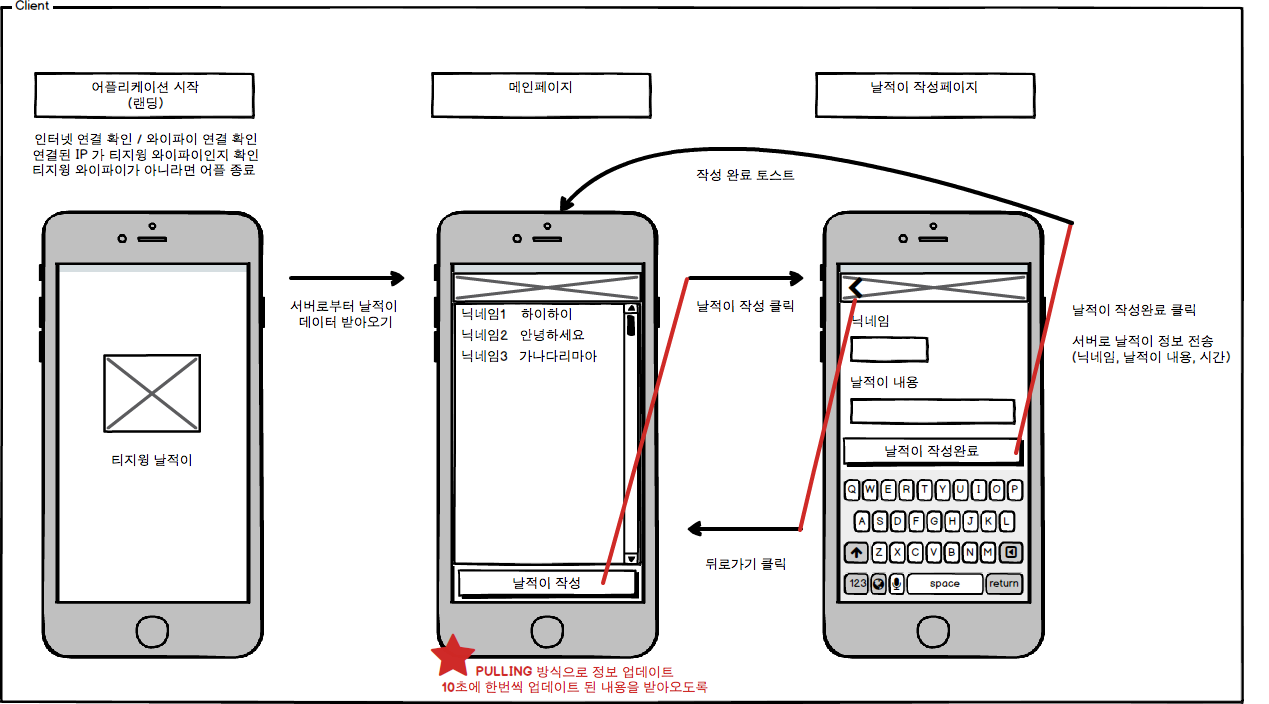 Client
어플리케이션 시작
(랜딩)
인터넷 연결 확인 / 와이파이 연결 확인
연결된 IP 가 티지윙 와이파이인지 확인
티지윙 와이파이가 아니라면 어플 종료
티지윙 날적이
서버로부터 날적이
데이터 받아오기
메인페이지
닉네임1 하이하이
닉네임2 안녕하세요
닉네임3 가나다리마아
날적이 작성
PULLING 방식으로 정보 업데이트
10초에 한번씩 업데이트 된 내용을 받아오도록
작성 완료 토스트
날적이 작성 클릭
뒤로가기 클릭
날적이 작성페이지
닉네임
날적이 내용
날적이 작성완료
Q W E R T Y U I O P
A S D F G H J K L
Z X C V B N M
123 space return
날적이 작성완료 클릭
서버로 날적이 정보 전송
(닉네임, 날적이 내용, 시간)